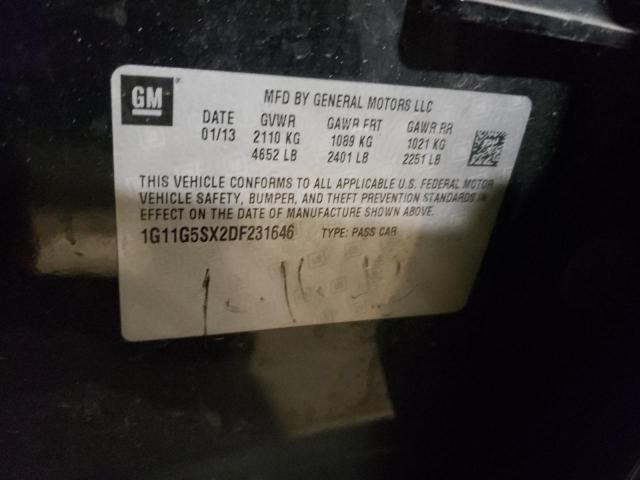 GM
MFD BY GENERAL MOTORS LLC
DATE GVWR GAWR FRT GAWR RR
01/13 2110 KG 1089 KG 1021 KG
4652 LB 2401 LB 2251 LB
THIS VEHICLE CONFORMS TO ALL APPLICABLE U.S. FEDERAL MOTOR
VEHICLE SAFETY, BUMPER, AND THEFT PREVENTION STANDARDS IN
EFFECT ON THE DATE OF MANUFACTURE SHOWN ABOVE.
1G11G5SX2DF231646 TYPE: PASS CAR